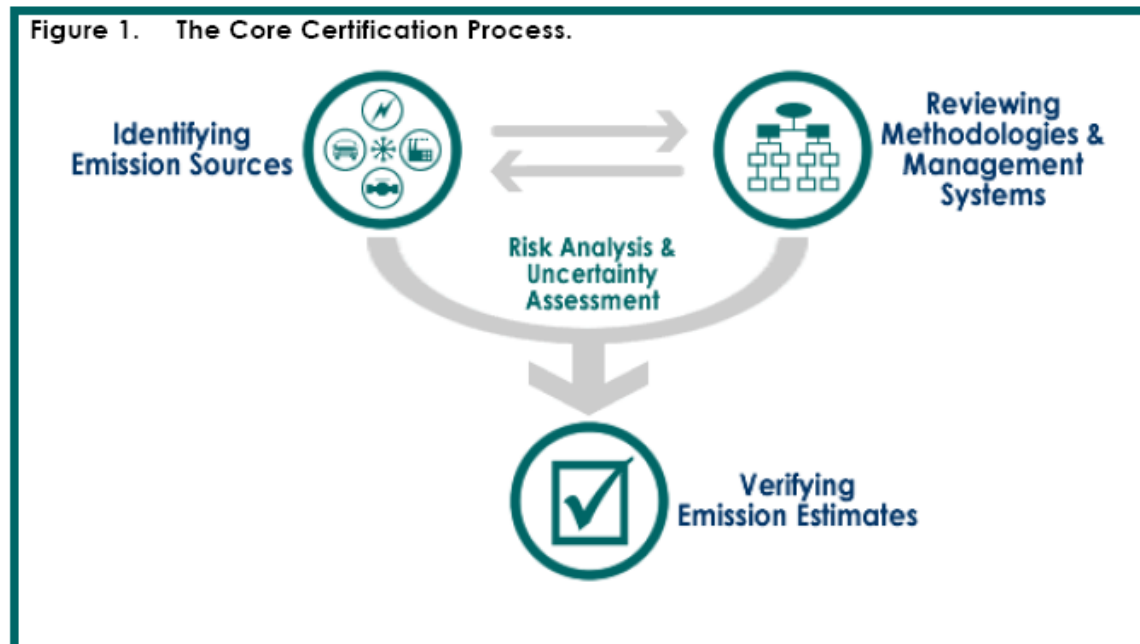 Figure 1. The Core Certification Process.
Identifying
Emission Sources
Reviewing
Methodologies &
Management
Systems
Risk Analysis &
Uncertainty
Assessment
Verifying
Emission Estimates